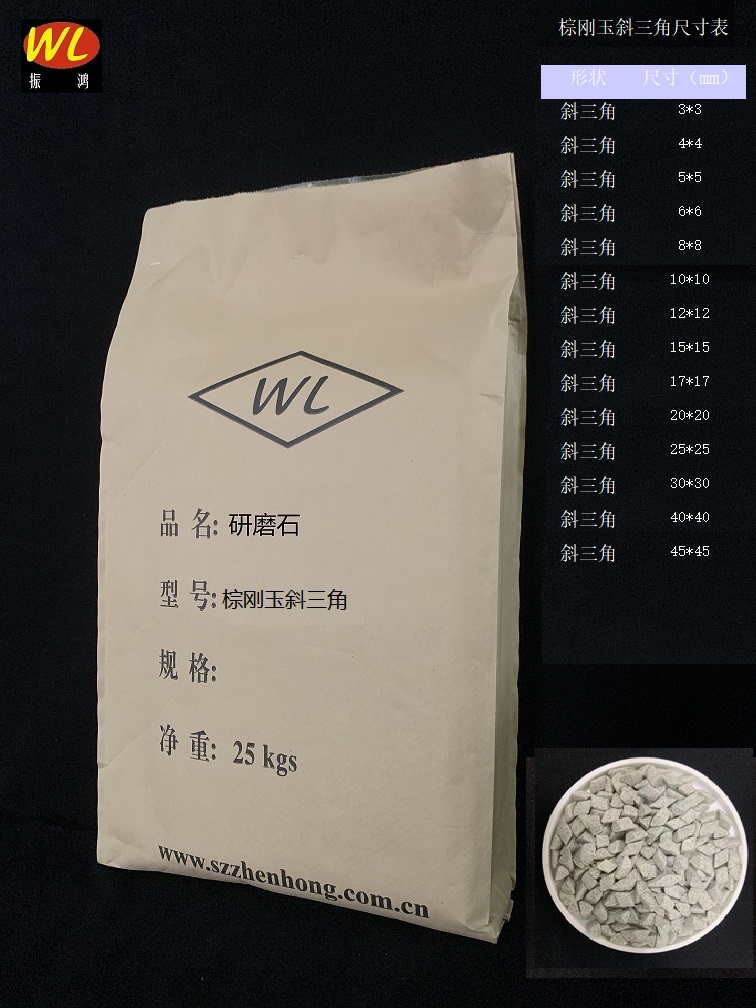 WL
振 鸿
棕刚玉斜三角尺寸表
形状 尺寸（mm）
斜三角 3*3
斜三角 4*4
斜三角 5*5
斜三角 6*6
斜三角 8*8
斜三角 10*10
斜三角 12*12
斜三角 15*15
斜三角 17*17
斜三角 20*20
斜三角 25*25
斜三角 30*30
斜三角 40*40
斜三角 45*45
WL
品 名: 研磨石
型 号: 棕刚玉斜三角
规 格:
净 重: 25 kgs
www.szzhenhong.com.cn